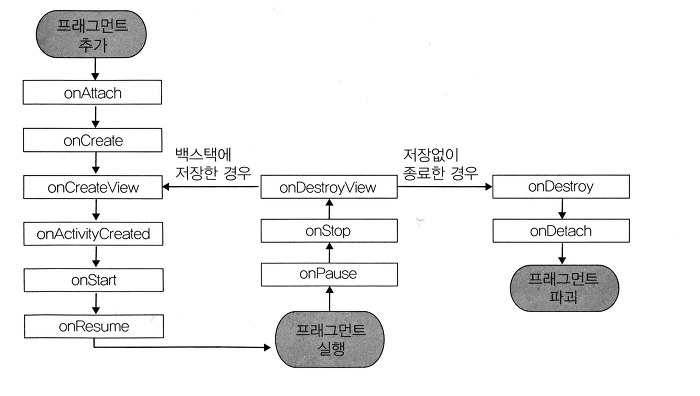 프래그먼트
추가
onAttach
onCreate
onCreateView
onActivityCreated
onStart
onResume
백스택에
저장한 경우
onDestroyView
onStop
onPause
프래그먼트
실행
저장없이
종료한 경우
onDestroy
onDetach
프래그먼트
파괴